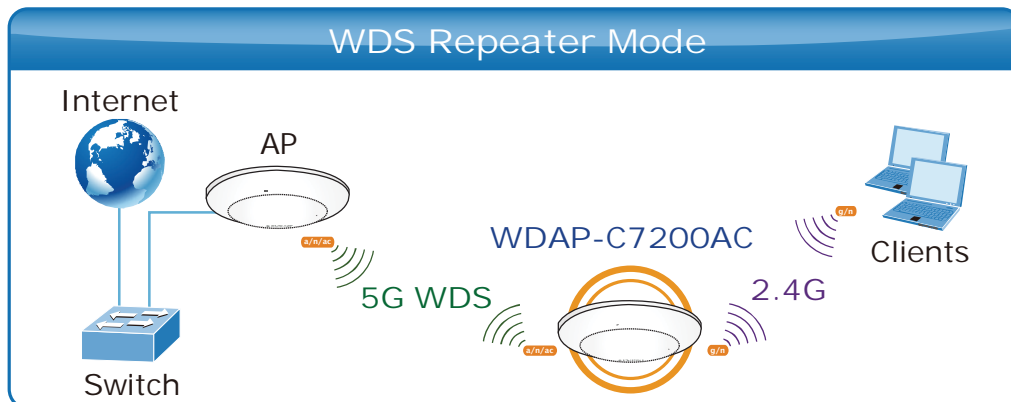 WDS Repeater Mode
Internet
AP
a/n/ac
g/n
WDAP-C7200AC
Clients
5G WDS
2.4G
a/n/ac
g/n
Switch